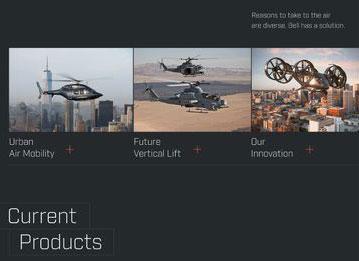 Reasons to take to the air
are diverse. Bell has a solution.
Urban
Air Mobility +
Future
Vertical Lift +
Our
Innovation +
Current
Products